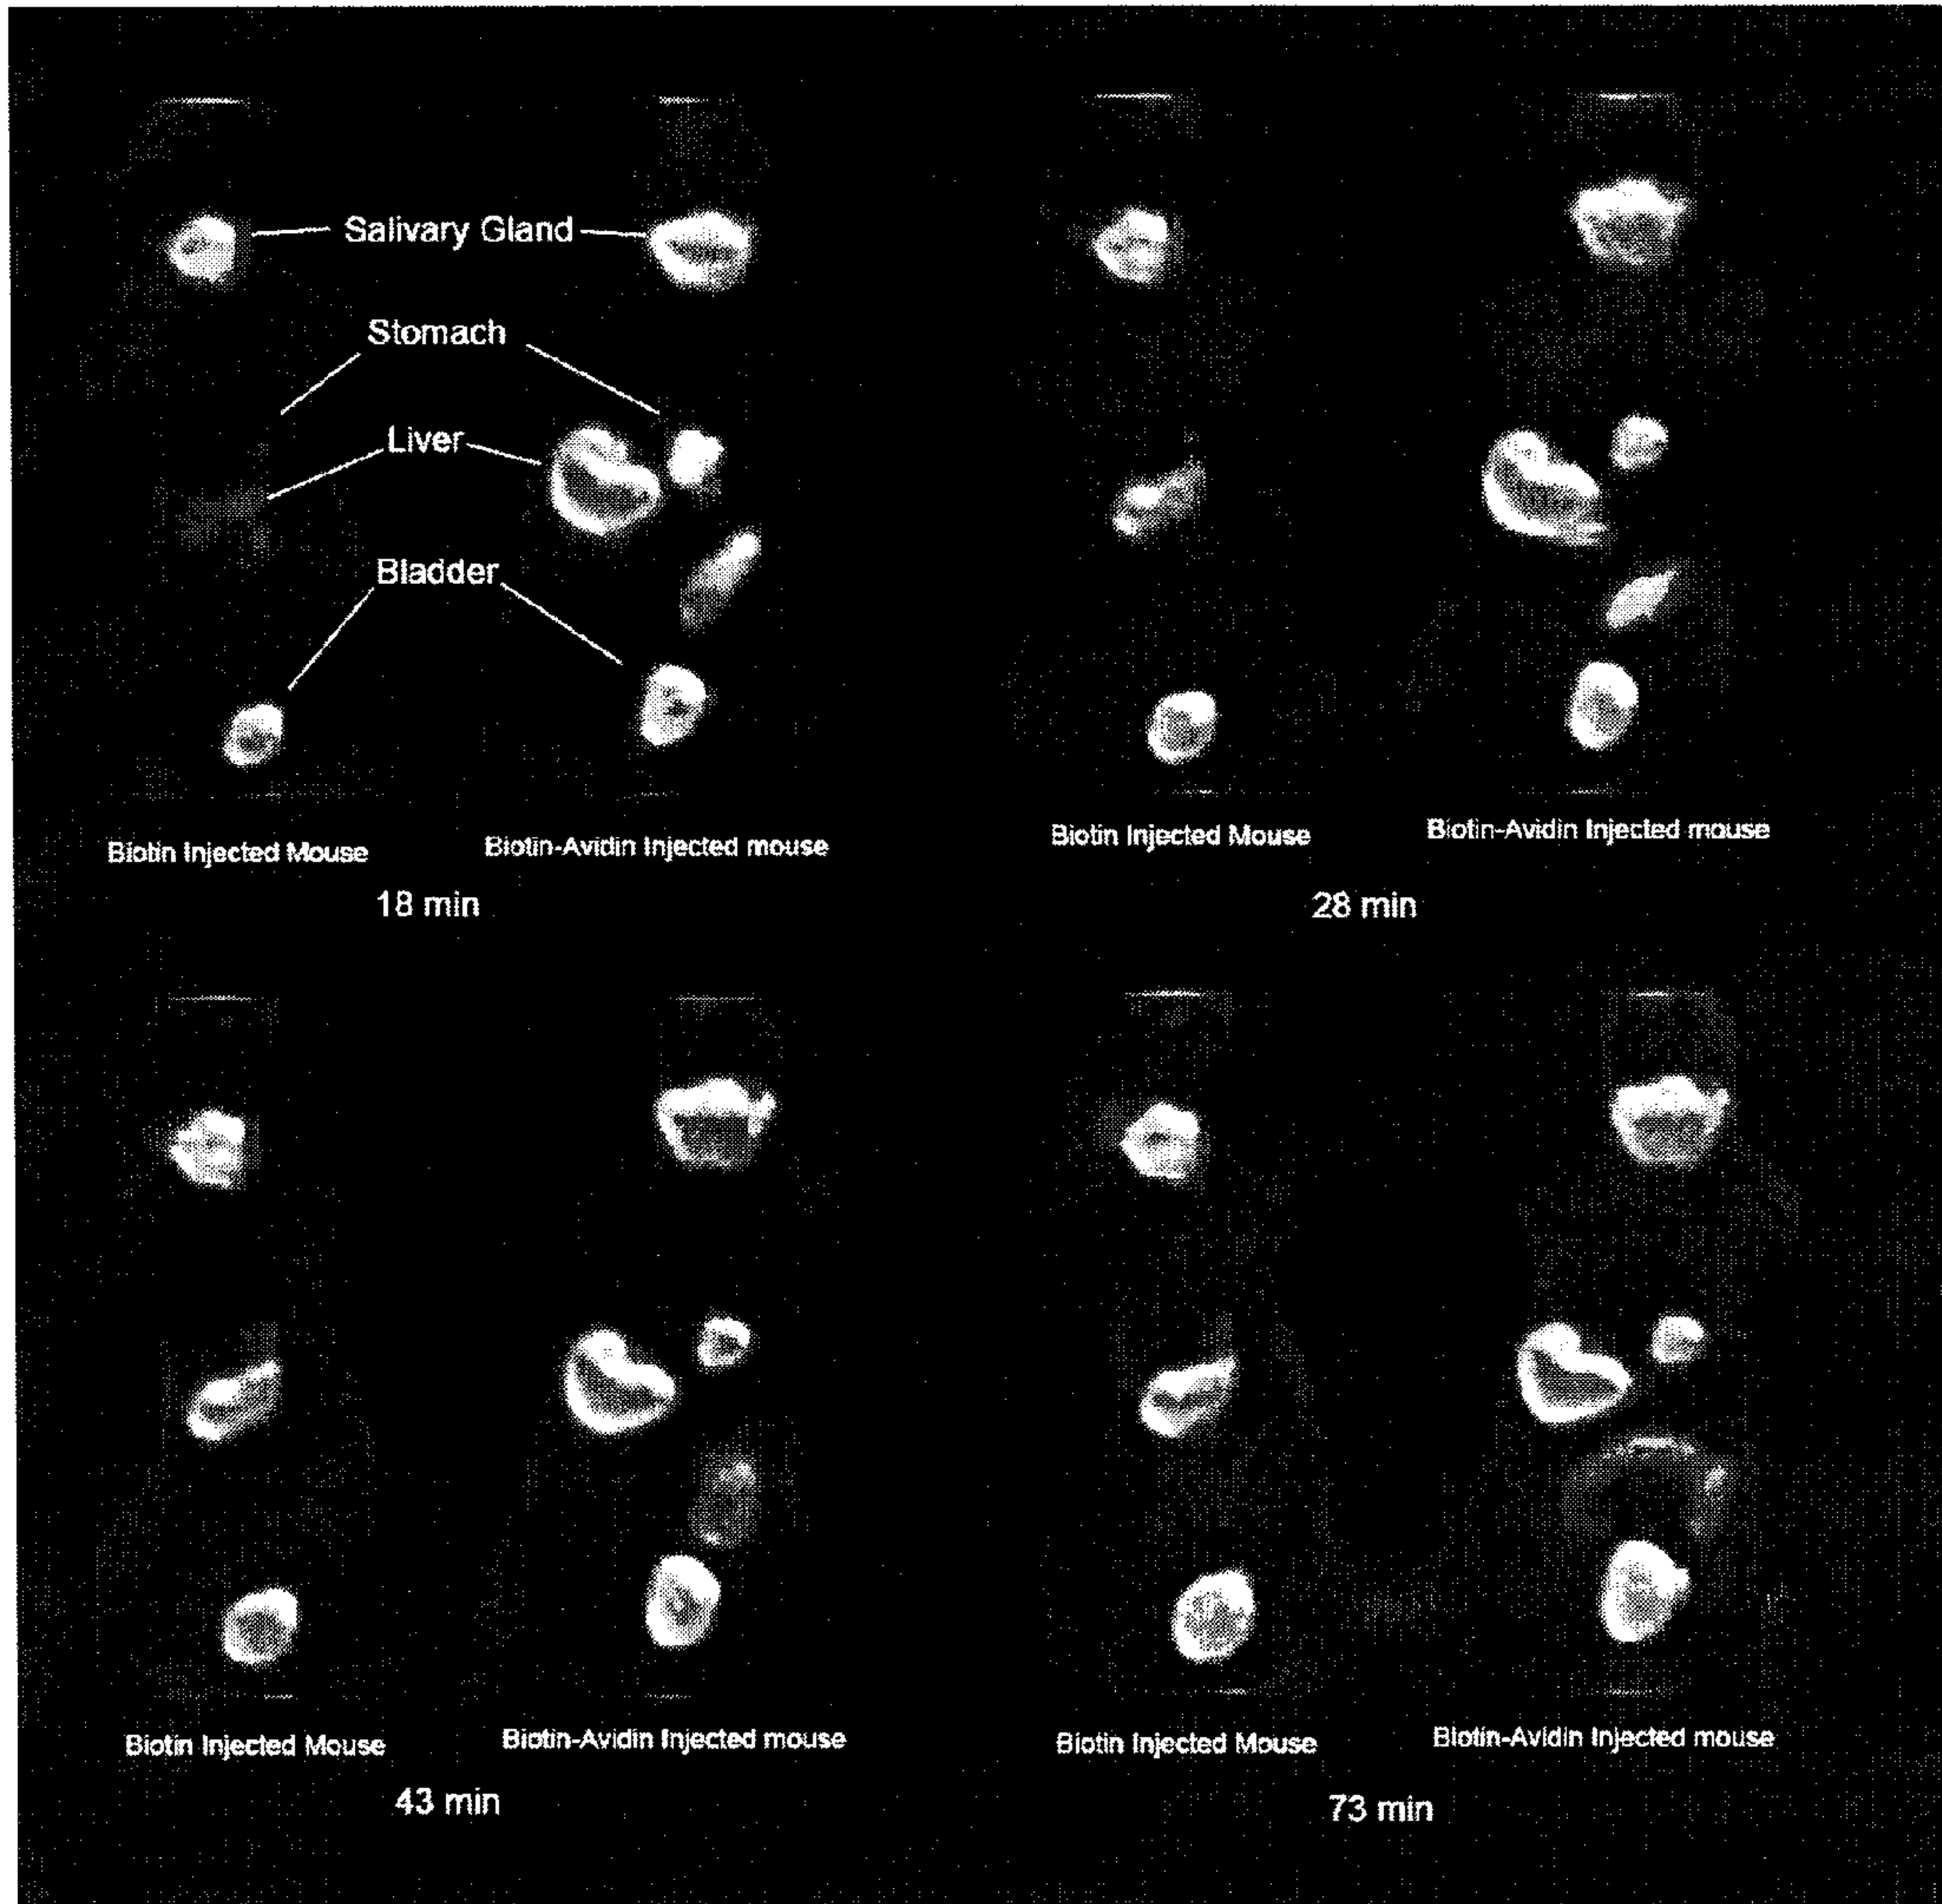 Salivary Gland
Stomach
Liver
Bladder
Biotin Injected Mouse
Biotin-Avidin Injected mouse
18 min
Biotin Injected Mouse
Biotin-Avidin Injected mouse
28 min
Biotin Injected Mouse
Biotin-Avidin Injected mouse
43 min
Biotin Injected Mouse
Biotin-Avidin Injected mouse
73 min